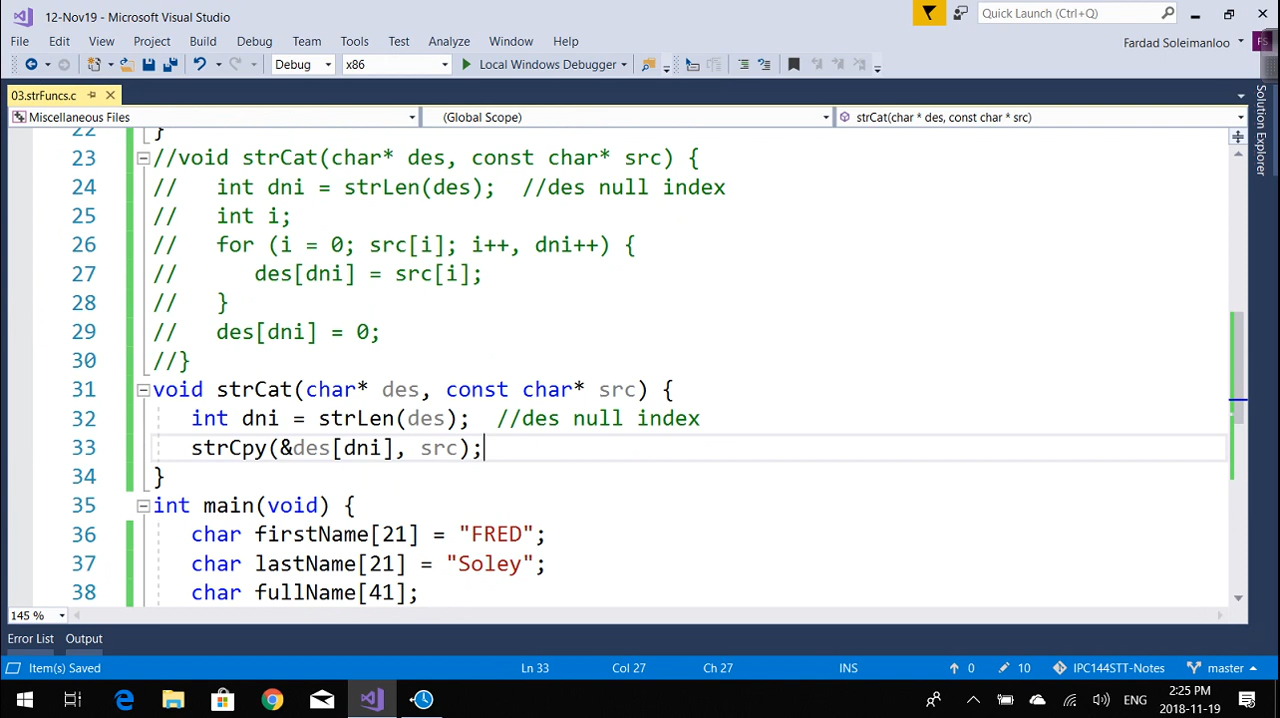 12-Nov19 - Microsoft Visual Studio
Quick Launch (Ctrl+Q)
File Edit View Project Build Debug Team Tools Test Analyze Window Help
Fardad Soleimanloo
FS
Debug x86 Local Windows Debugger
03.strFuncs.c
Miscellaneous Files (Global Scope) strCat(char * des, const char * src)
Solution Explorer
22 }
23 //void strCat(char* des, const char* src) {
24 //   int dni = strLen(des);  //des null index
25 //   int i;
26 //   for (i = 0; src[i]; i++, dni++) {
27 //      des[dni] = src[i];
28 //   }
29 //   des[dni] = 0;
30 //}
31 void strCat(char* des, const char* src) {
32    int dni = strLen(des);  //des null index
33    strCpy(&des[dni], src);
34 }
35 int main(void) {
36    char firstName[21] = "FRED";
37    char lastName[21] = "Soley";
38    char fullName[41];
145 %
Error List Output
Item(s) Saved Ln 33 Col 27 Ch 27 INS 0 10 IPC144STT-Notes master
ENG
2:25 PM
2018-11-19